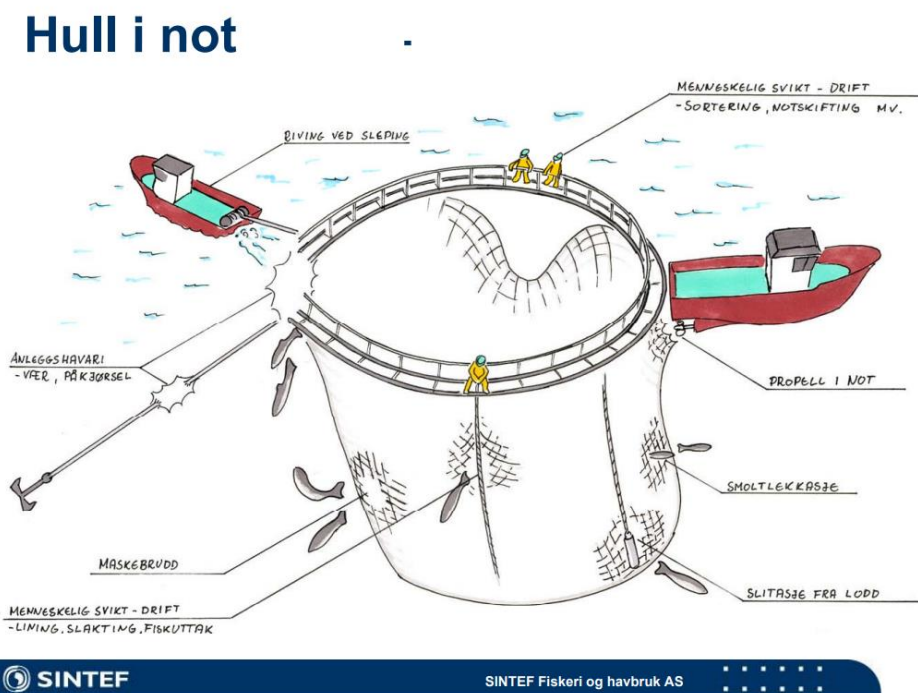 Hull i not -
MENNESKELIG SVIKT - DRIFT
- SORTERING, NOTSKIFTING MV.
RIVING VED SLEPING
ANLEGGSHAVARI
- VÆR, PÅKJØRSEL
PROPELL I NOT
SMOLTLEKKASJE
MASKEBRUDD
SLITASJE FRA LODD
MENNESKELIG SVIKT - DRIFT
- LINING, SLAKTING, FISKUTTAK
SINTEF
SINTEF Fiskeri og havbruk AS